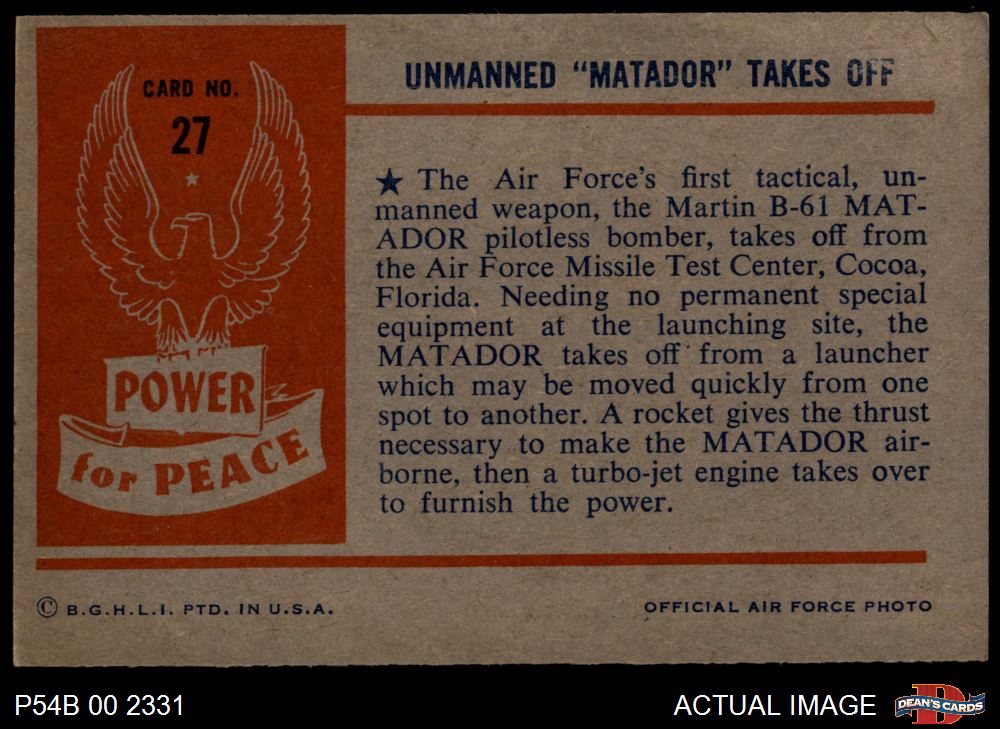 CARD NO.
27
POWER
for PEACE
UNMANNED "MATADOR" TAKES OFF
★ The Air Force's first tactical, un-
manned weapon, the Martin B-61 MAT-
ADOR pilotless bomber, takes off from
the Air Force Missile Test Center, Cocoa,
Florida. Needing no permanent special
equipment at the launching site, the
MATADOR takes off from a launcher
which may be moved quickly from one
spot to another. A rocket gives the thrust
necessary to make the MATADOR air-
borne, then a turbo-jet engine takes over
to furnish the power.
© B.G.H.L.I. PTD. IN U.S.A.
OFFICIAL AIR FORCE PHOTO
P54B 00 2331
ACTUAL IMAGE
D
DEAN'S CARDS